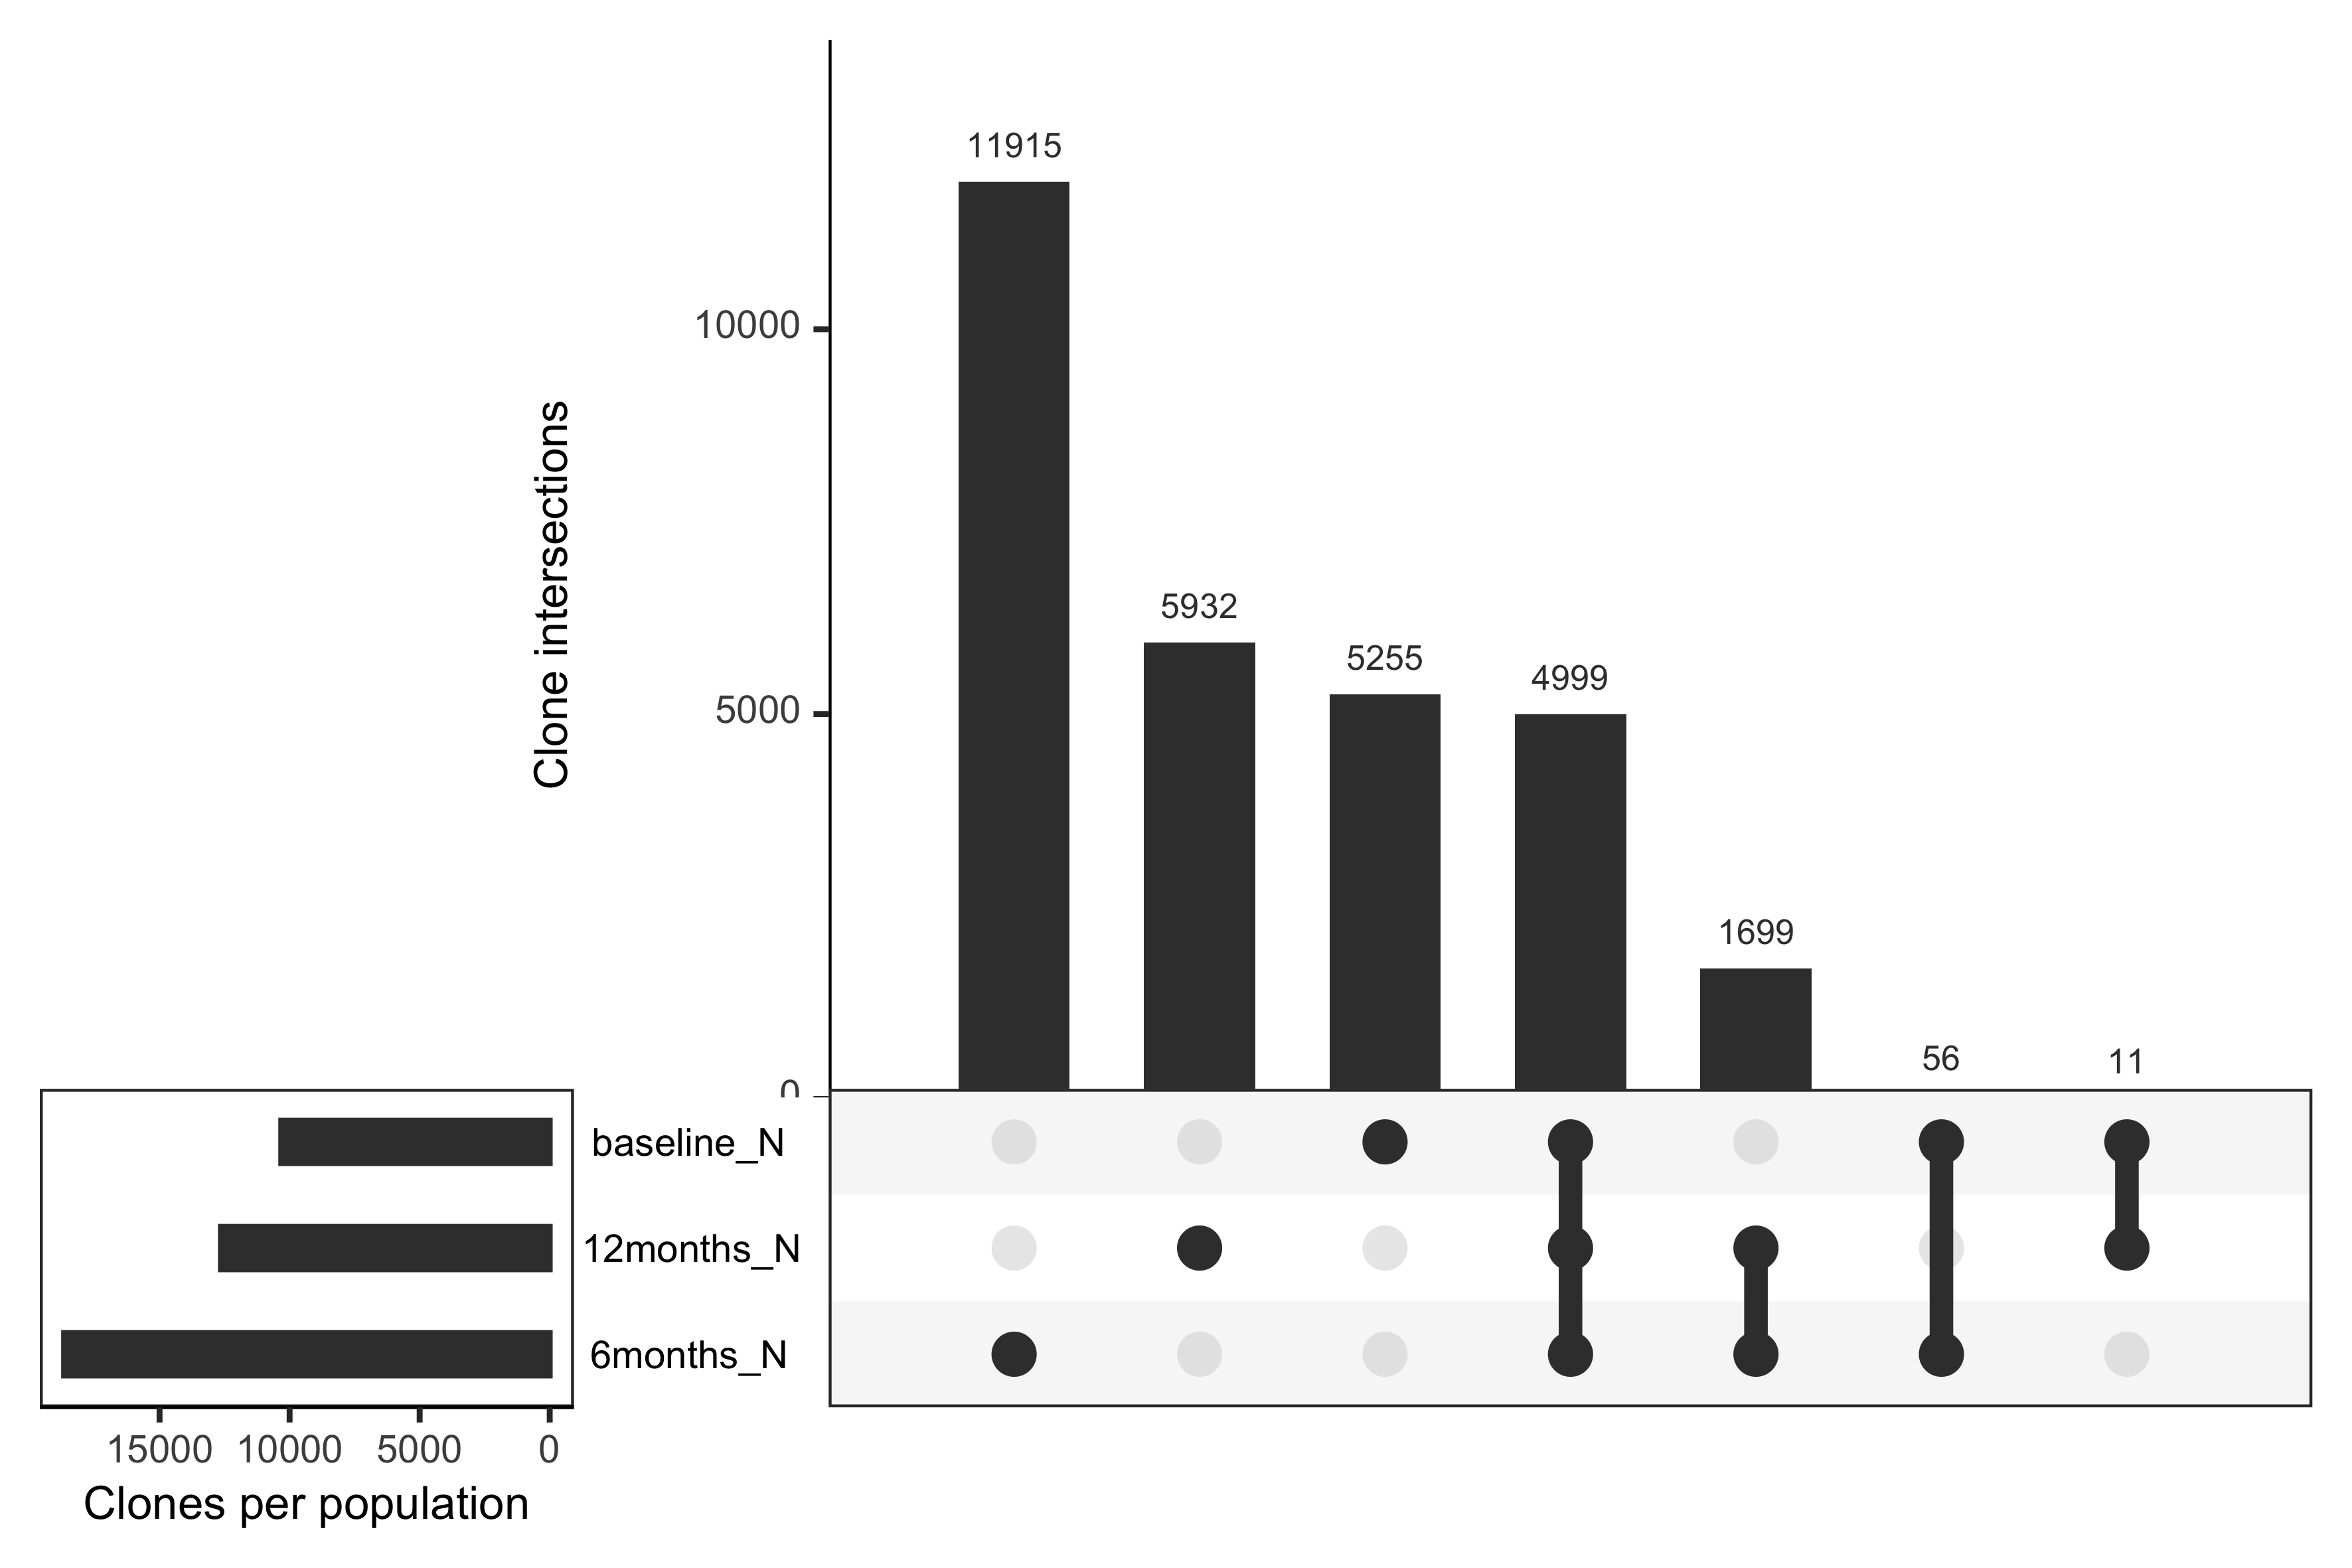 11915
10000
5932
5255
4999
5000
Clone intersections
1699
56
11
0
baseline_N
12months_N
6months_N
15000 10000 5000 0
Clones per population